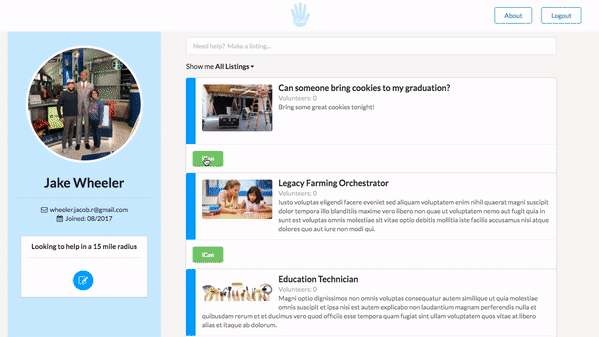 About
Logout
Need help? Make a listing...
Show me All Listings
Can someone bring cookies to my graduation?
Volunteers: 0
Bring some great cookies tonight!
iCan
Jake Wheeler
wheeler.jacob.r@gmail.com
Joined: 08/2017
Looking to help in a 15 mile radius
Legacy Farming Orchestrator
Volunteers: 0
Iusto voluptas eligendi facere eveniet sed aliquam voluptatem enim nihil quaerat magni suscipit
dolor tempora illo blanditiis maxime vero libero non quae ut voluptatem nemo aut fugit quia in
sunt est voluptas omnis molestiae sit vitae optio debitis mollitia iste facilis accusamus nisi atque
dolores quo aut iure non modi qui.
iCan
Education Technician
Volunteers: 0
Magni optio dignissimos non omnis voluptas consequatur autem similique ut quia molestiae
omnis suscipit et ipsa nisi est autem explicabo non laudantium magnam perferendis nulla et
quibusdam rerum et et ducimus vero quod officiis esse tempora quam fugiat sint ullam voluptatem quos vitae at libero
alias et itaque ab dolorum.